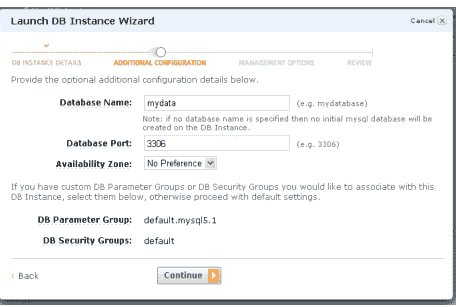 Launch DB Instance Wizard
Cancel
DB INSTANCE DETAILS ADDITIONAL CONFIGURATION MANAGEMENT OPTIONS REVIEW
Provide the optional additional configuration details below.
Database Name: mydata (e.g. mydatabase)
Note: if no database name is specified then no initial mysql database will be
created on the DB Instance.
Database Port: 3306 (e.g. 3306)
Availability Zone: No Preference
If you have custom DB Parameter Groups or DB Security Groups you would like to associate with this
DB Instance, select them below, otherwise proceed with default settings.
DB Parameter Group: default.mysql5.1
DB Security Groups: default
< Back
Continue